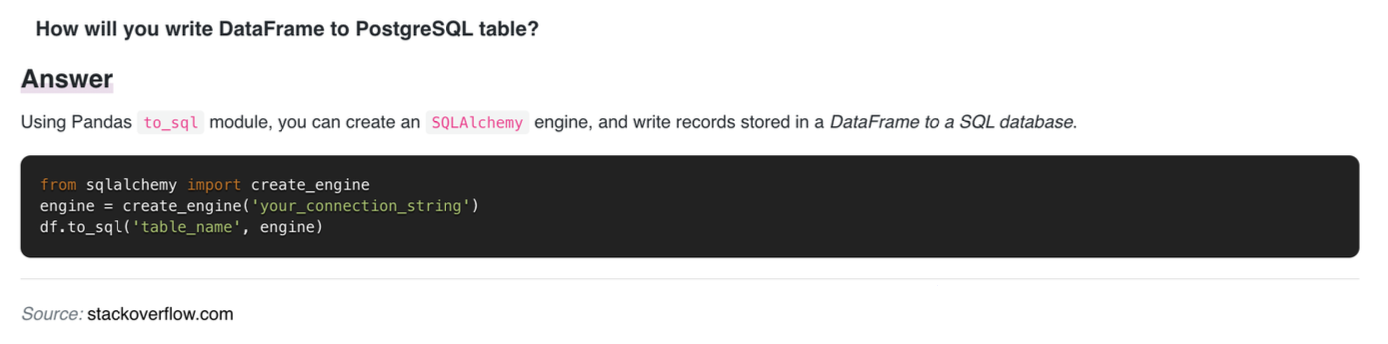 How will you write DataFrame to PostgreSQL table?
Answer
Using Pandas to_sql module, you can create an SQLAlchemy engine, and write records stored in a DataFrame to a SQL database.
from sqlalchemy import create_engine
engine = create_engine('your_connection_string')
df.to_sql('table_name', engine)
Source: stackoverflow.com